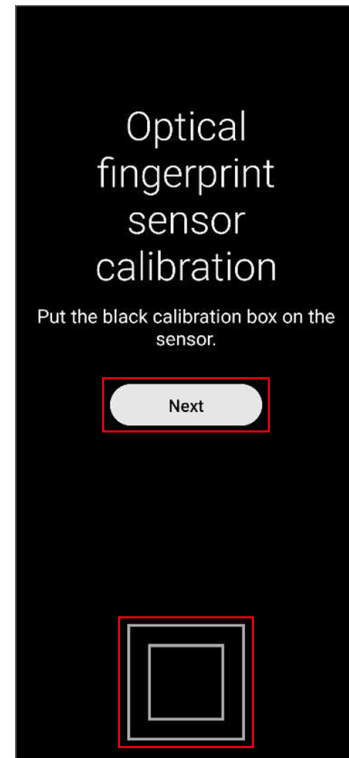 Optical
fingerprint
sensor
calibration
Put the black calibration box on the
sensor.
Next